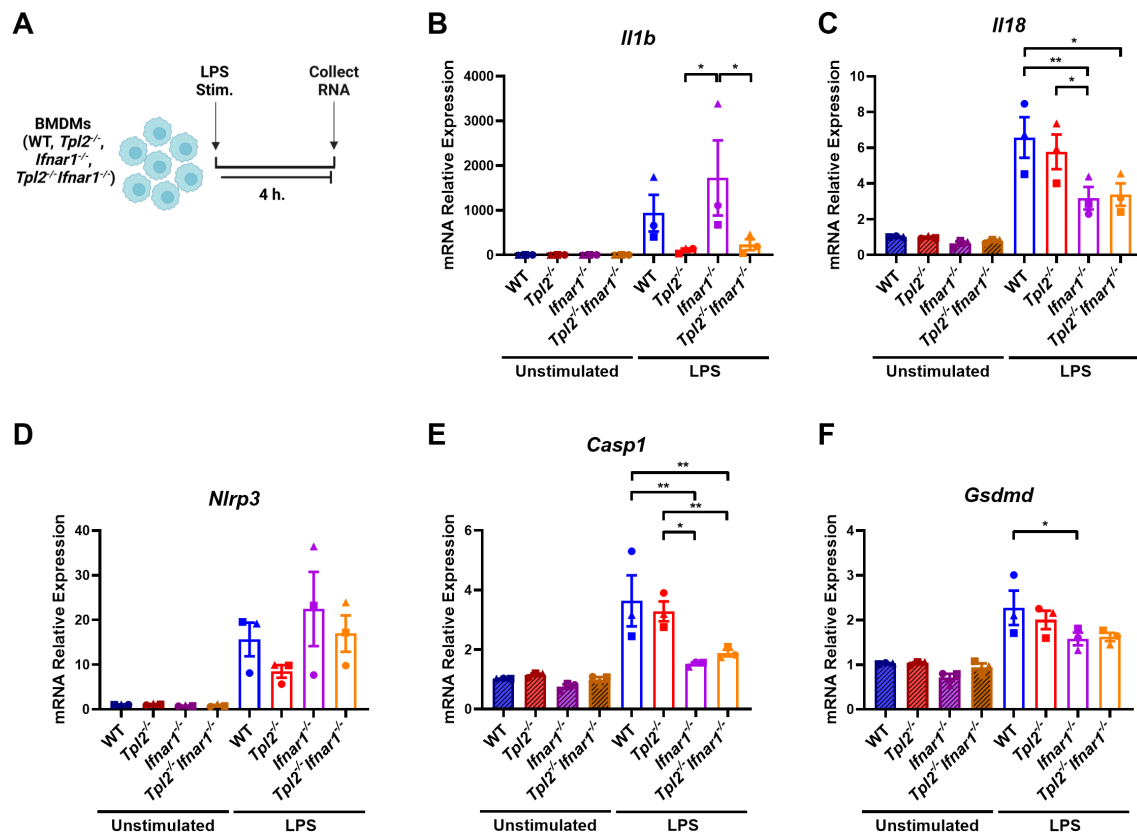 A
LPS
Stim.
Collect
RNA
BMDMs
(WT, Tpl2-/-,
Ifnar1-/-,
Tpl2-/-Ifnar1-/-)
4 h.
B
Il1b
mRNA Relative Expression
4000
3000
2000
1000
0
* *
WT Tpl2-/- Ifnar1-/- Tpl2-/- Ifnar1-/- WT Tpl2-/- Ifnar1-/- Tpl2-/- Ifnar1-/-
Unstimulated LPS
C
Il18
mRNA Relative Expression
10
8
6
4
2
0
*
**
*
WT Tpl2-/- Ifnar1-/- Tpl2-/- Ifnar1-/- WT Tpl2-/- Ifnar1-/- Tpl2-/- Ifnar1-/-
Unstimulated LPS
D
Nlrp3
mRNA Relative Expression
40
30
20
10
0
WT Tpl2-/- Ifnar1-/- Tpl2-/- Ifnar1-/- WT Tpl2-/- Ifnar1-/- Tpl2-/- Ifnar1-/-
Unstimulated LPS
E
Casp1
mRNA Relative Expression
6
4
2
0
**
**
**
*
WT Tpl2-/- Ifnar1-/- Tpl2-/- Ifnar1-/- WT Tpl2-/- Ifnar1-/- Tpl2-/- Ifnar1-/-
Unstimulated LPS
F
Gsdmd
mRNA Relative Expression
4
3
2
1
0
*
WT Tpl2-/- Ifnar1-/- Tpl2-/- Ifnar1-/- WT Tpl2-/- Ifnar1-/- Tpl2-/- Ifnar1-/-
Unstimulated LPS